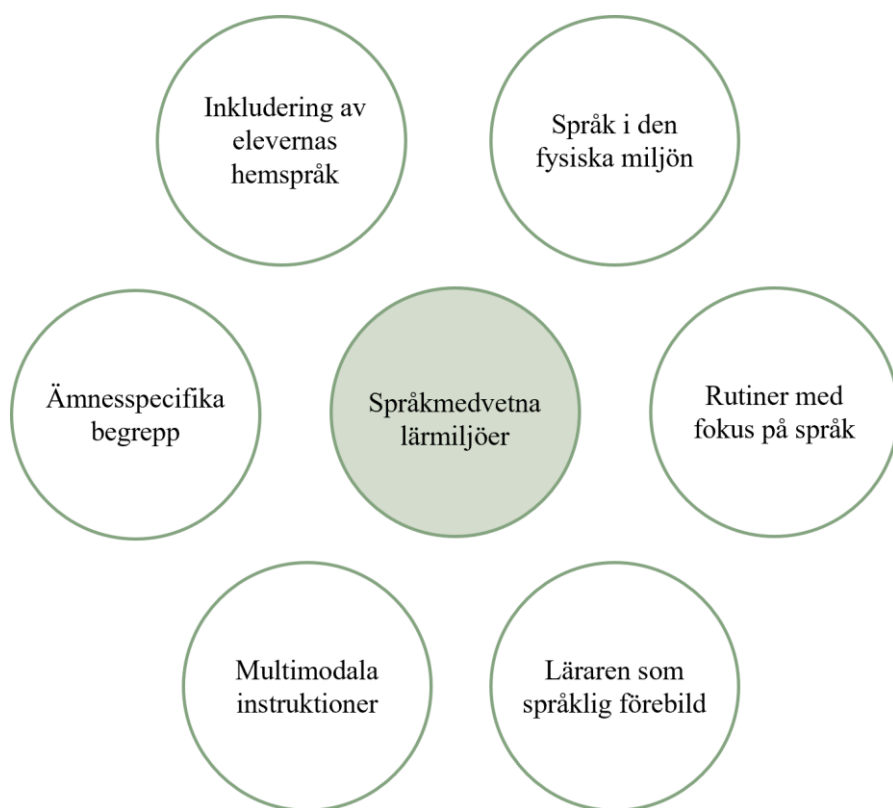 Inkludering av
elevernas
hemspråk
Språk i den
fysiska miljön
Ämnesspecifika
begrepp
Språkmedvetna
lärmiljöer
Rutiner med
fokus på språk
Multimodala
instruktioner
Läraren som
språklig förebild